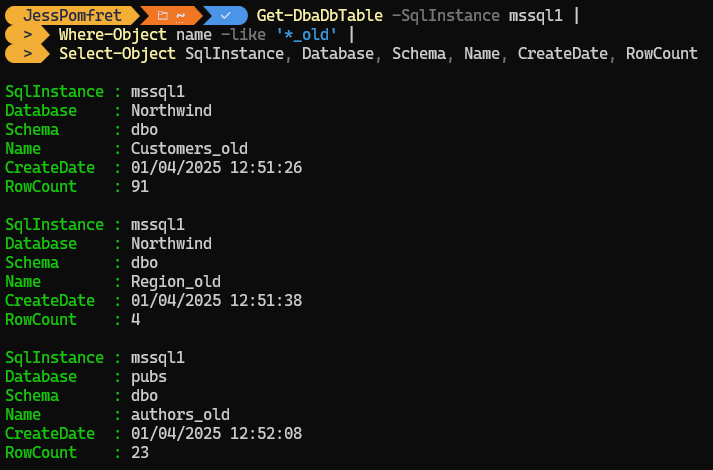 JessPomfret ~ Get-DbaDbTable -SqlInstance mssql1 |
> Where-Object name -like '*_old' |
> Select-Object SqlInstance, Database, Schema, Name, CreateDate, RowCount
SqlInstance : mssql1
Database : Northwind
Schema : dbo
Name : Customers_old
CreateDate : 01/04/2025 12:51:26
RowCount : 91
SqlInstance : mssql1
Database : Northwind
Schema : dbo
Name : Region_old
CreateDate : 01/04/2025 12:51:38
RowCount : 4
SqlInstance : mssql1
Database : pubs
Schema : dbo
Name : authors_old
CreateDate : 01/04/2025 12:52:08
RowCount : 23